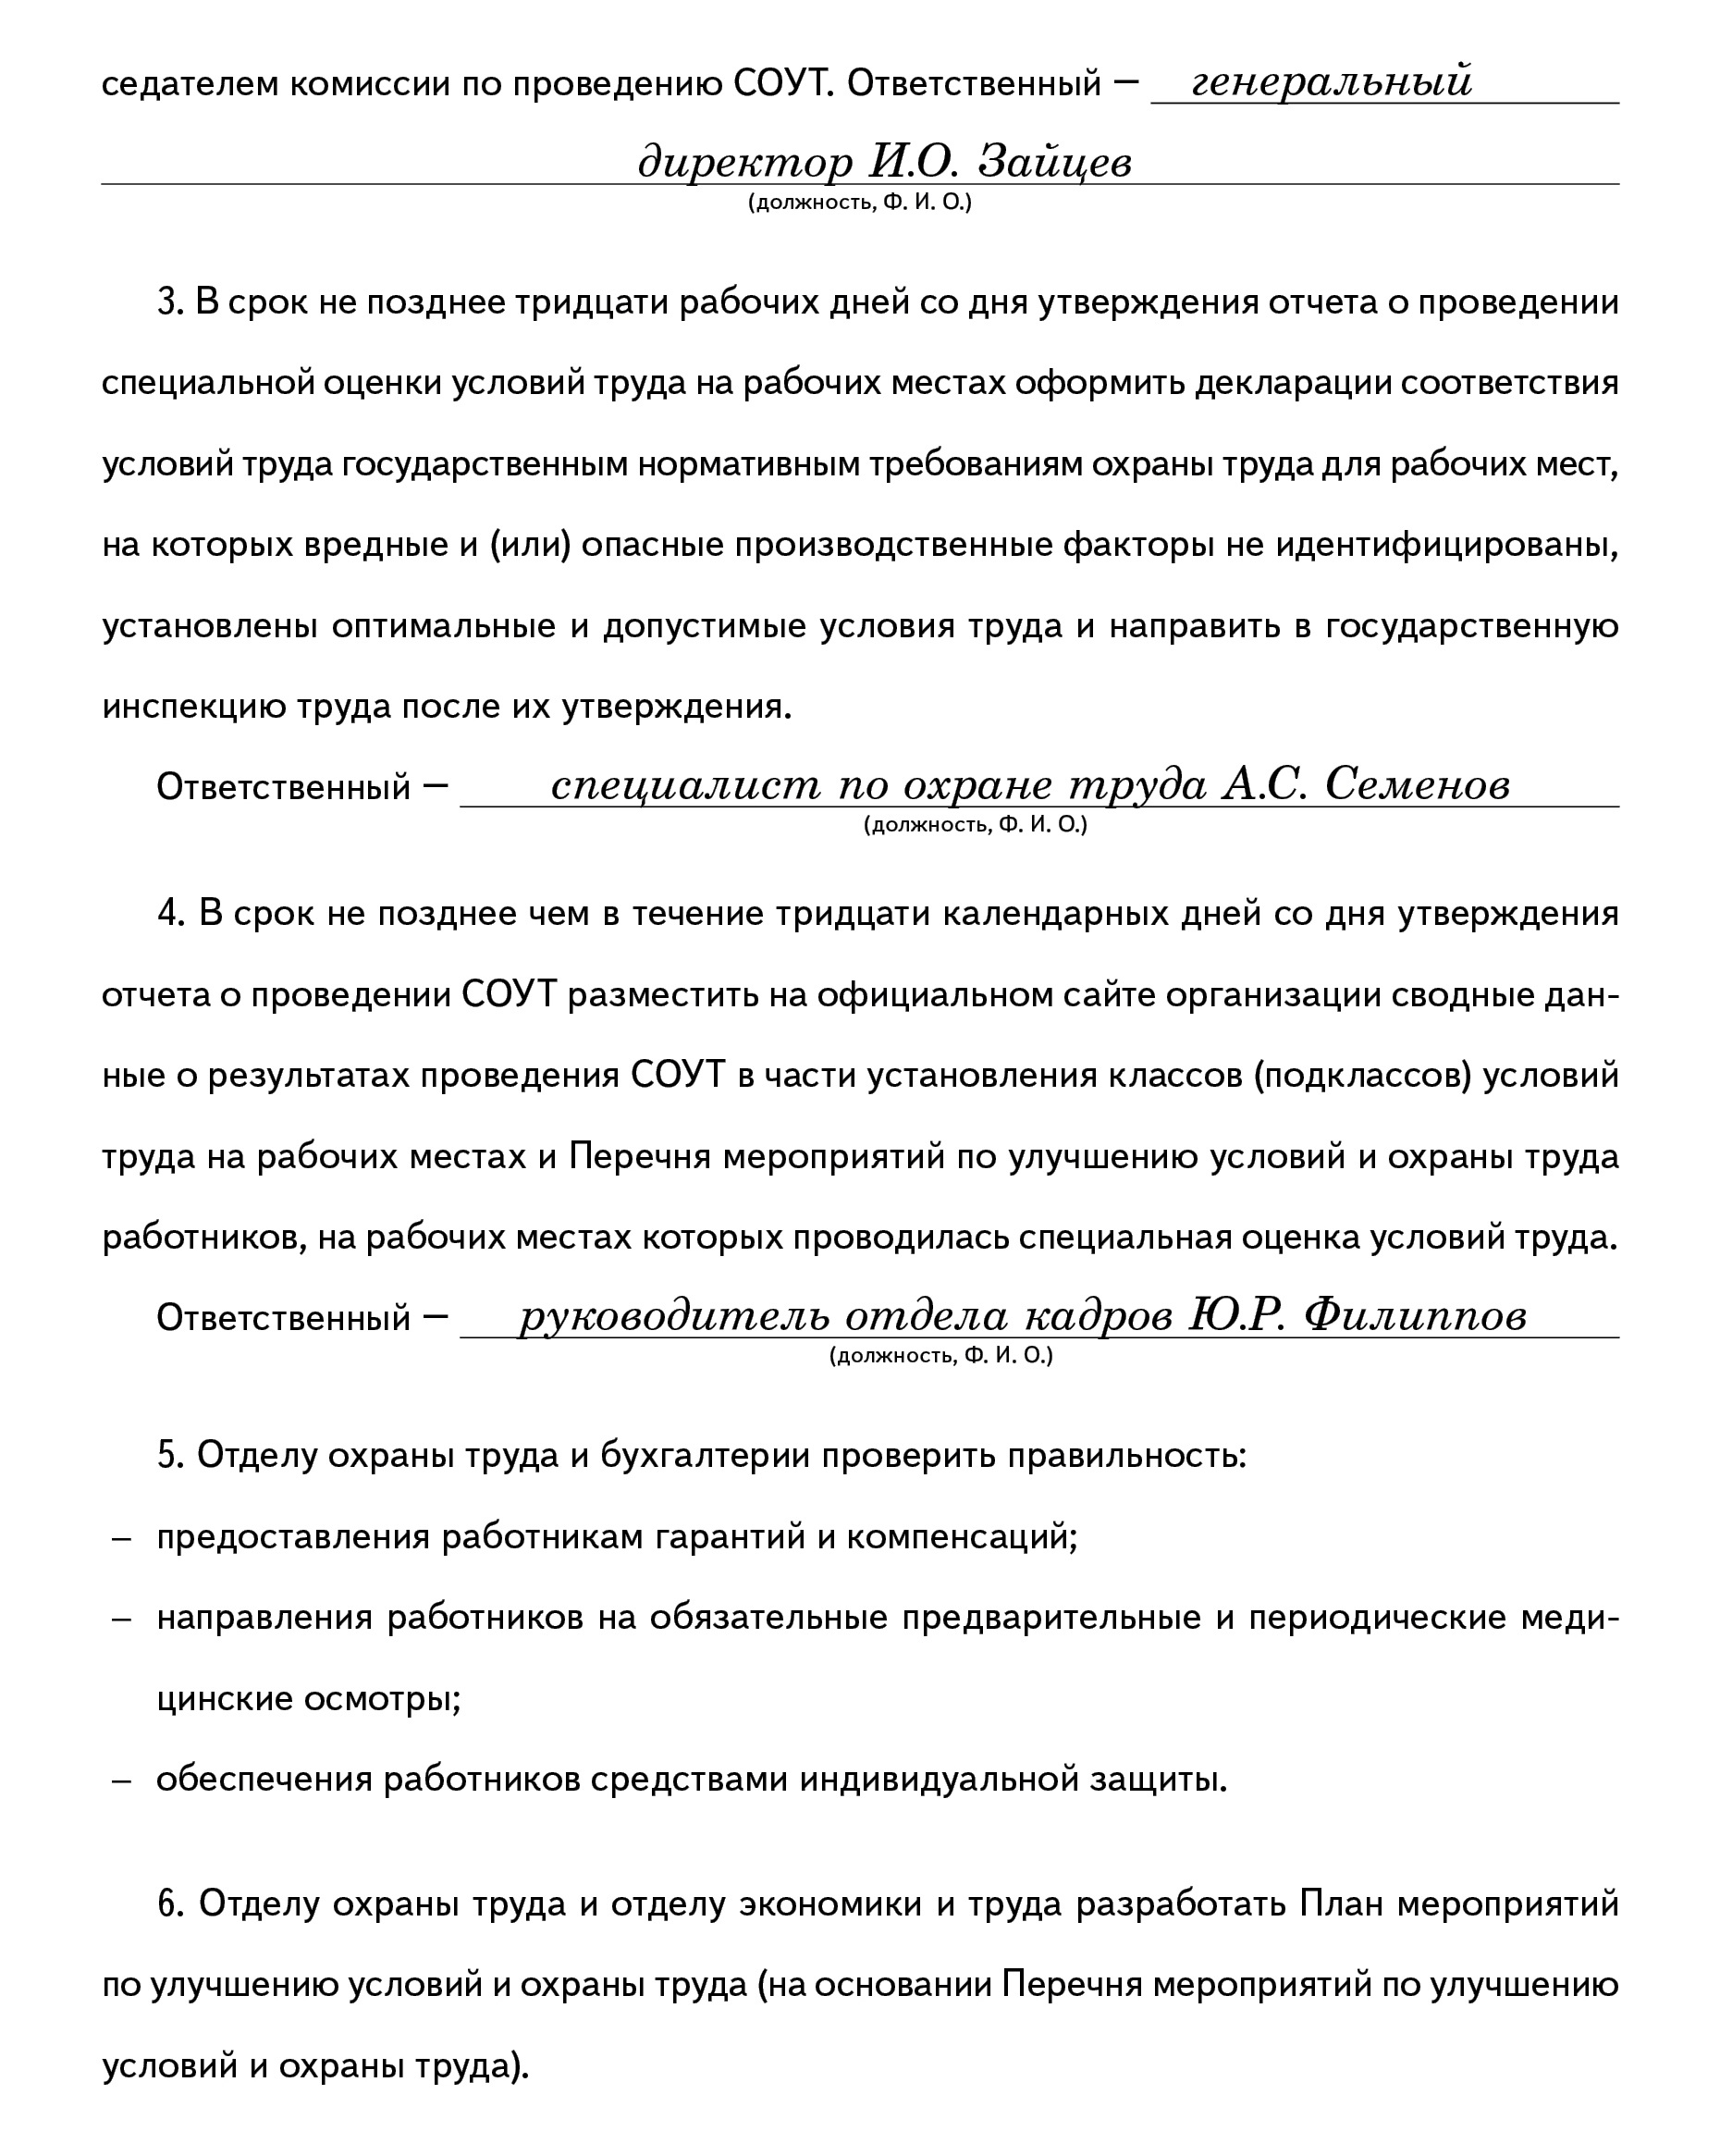 седателем комиссии по проведению СОУТ. Ответственный — генеральный
директор И.О. Зайцев
(должность, Ф. И. О.)
3. В срок не позднее тридцати рабочих дней со дня утверждения отчета о проведении
специальной оценки условий труда на рабочих местах оформить декларации соответствия
условий труда государственным нормативным требованиям охраны труда для рабочих мест,
на которых вредные и (или) опасные производственные факторы не идентифицированы,
установлены оптимальные и допустимые условия труда и направить в государственную
инспекцию труда после их утверждения.
Ответственный — специалист по охране труда А.С. Семенов
(должность, Ф. И. О.)
4. В срок не позднее чем в течение тридцати календарных дней со дня утверждения
отчета о проведении СОУТ разместить на официальном сайте организации сводные дан-
ные о результатах проведения СОУТ в части установления классов (подклассов) условий
труда на рабочих местах и Перечня мероприятий по улучшению условий и охраны труда
работников, на рабочих местах которых проводилась специальная оценка условий труда.
Ответственный — руководитель отдела кадров Ю.Р. Филиппов
(должность, Ф. И. О.)
5. Отделу охраны труда и бухгалтерии проверить правильность:
– предоставления работникам гарантий и компенсаций;
– направления работников на обязательные предварительные и периодические меди-
цинские осмотры;
– обеспечения работников средствами индивидуальной защиты.
6. Отделу охраны труда и отделу экономики и труда разработать План мероприятий
по улучшению условий и охраны труда (на основании Перечня мероприятий по улучшению
условий и охраны труда).